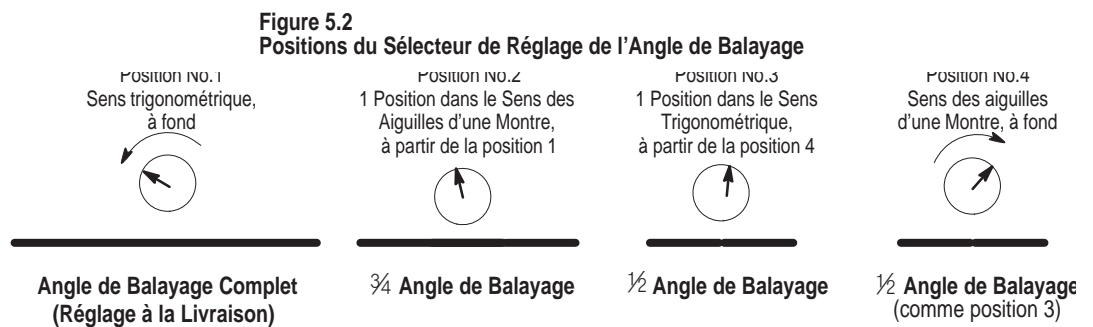 Figure 5.2
Positions du Sélecteur de Réglage de l'Angle de Balayage
Position No.1
Sens trigonométrique,
à fond
Angle de Balayage Complet
(Réglage à la Livraison)
Position No.2
1 Position dans le Sens des
Aiguilles d'une Montre,
à partir de la position 1
¾ Angle de Balayage
Position No.3
1 Position dans le Sens
Trigonométrique,
à partir de la position 4
½ Angle de Balayage
Position No.4
Sens des aiguilles
d'une Montre, à fond
½ Angle de Balayage
(comme position 3)